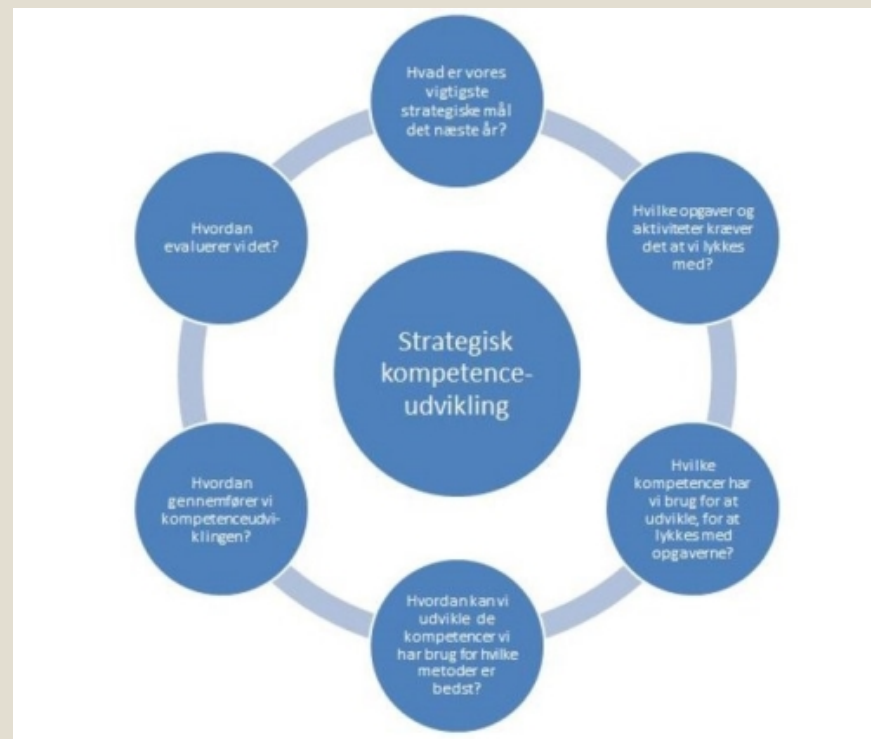 Hvad er vores
vigtigste
strategiske mål
det næste år?
Hvilke opgaver og
aktiviteter kræver
det at vi lykkes
med?
Hvilke
kompetencer har
vi brug for at
udvikle, for at
lykkes med
opgaverne?
Hvordan kan vi
udvikle de
kompetencer vi
har brug for hvilke
metoder er
bedst?
Hvordan
gennemfører vi
kompetenceudvi-
klingen?
Hvordan
evaluerer vi det?
Strategisk
kompetence-
udvikling